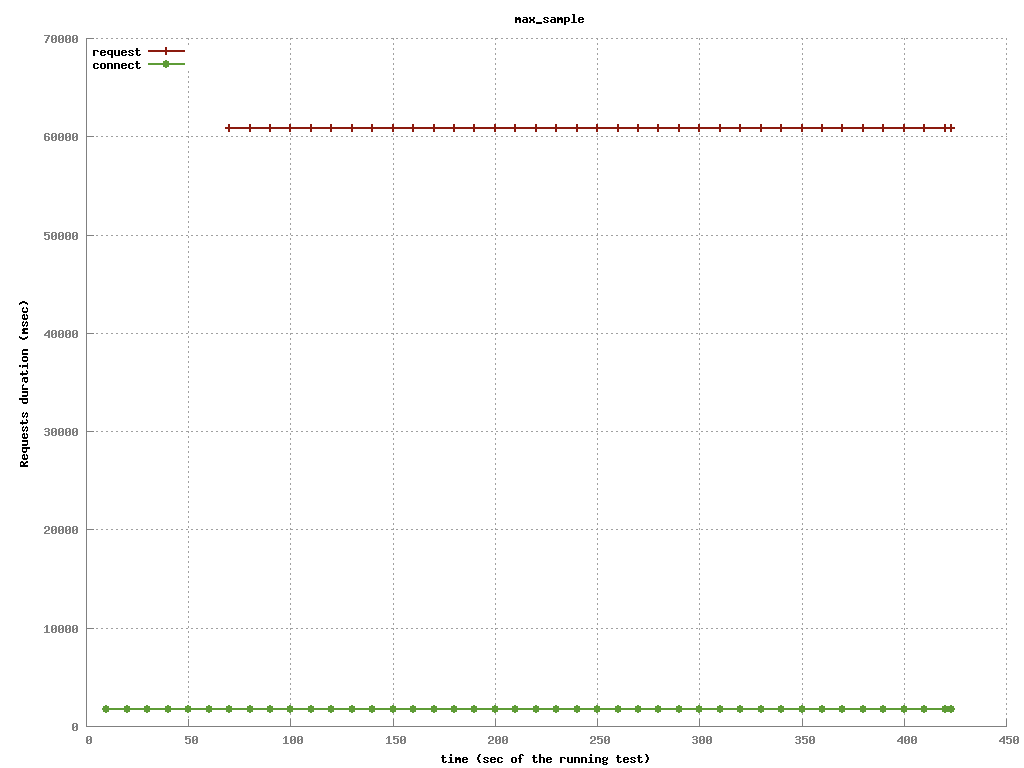 max_sample
70000
request
connect
60000
50000
40000
30000
20000
10000
0
Requests duration (msec)
0 50 100 150 200 250 300 350 400 450
time (sec of the running test)